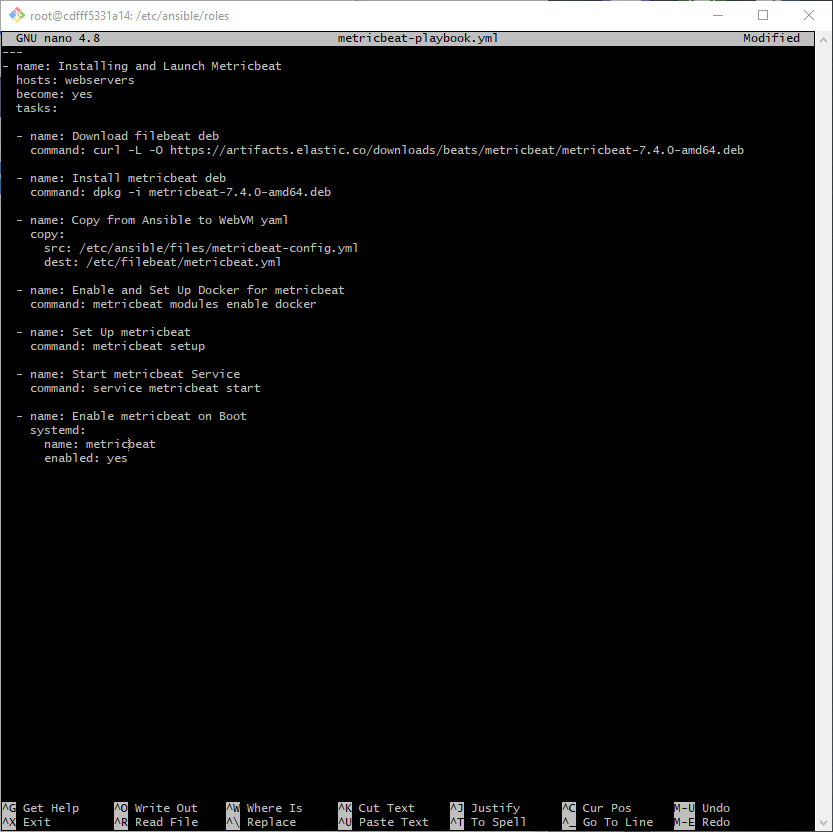 root@cdfff5331a14: /etc/ansible/roles
GNU nano 4.8 metricbeat-playbook.yml Modified
---
- name: Installing and Launch Metricbeat
  hosts: webservers
  become: yes
  tasks:

  - name: Download filebeat deb
    command: curl -L -O https://artifacts.elastic.co/downloads/beats/metricbeat/metricbeat-7.4.0-amd64.deb

  - name: Install metricbeat deb
    command: dpkg -i metricbeat-7.4.0-amd64.deb

  - name: Copy from Ansible to WebVM yaml
    copy:
      src: /etc/ansible/files/metricbeat-config.yml
      dest: /etc/filebeat/metricbeat.yml

  - name: Enable and Set Up Docker for metricbeat
    command: metricbeat modules enable docker

  - name: Set Up metricbeat
    command: metricbeat setup

  - name: Start metricbeat Service
    command: service metricbeat start

  - name: Enable metricbeat on Boot
    systemd:
      name: metricbeat
      enabled: yes

^G Get Help ^O Write Out ^W Where Is ^K Cut Text ^J Justify ^C Cur Pos M-U Undo
^X Exit ^R Read File ^\ Replace ^U Paste Text ^T To Spell ^_ Go To Line M-E Redo